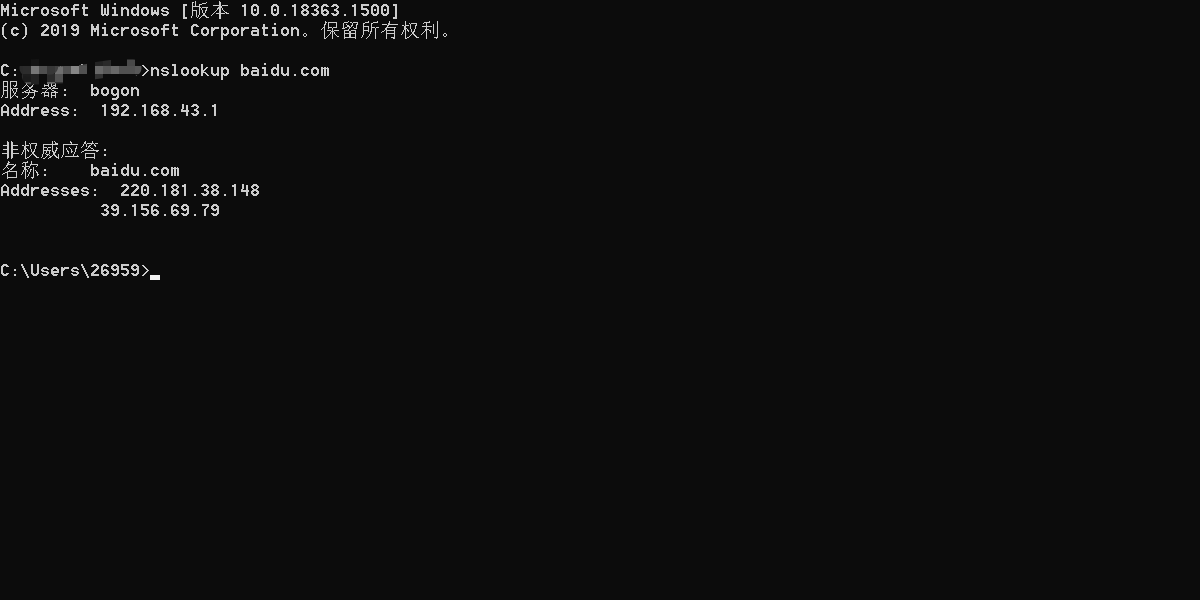 Microsoft Windows [版本 10.0.18363.1500]
(c) 2019 Microsoft Corporation。保留所有权利。
C:>nslookup baidu.com
服务器:  bogon
Address:  192.168.43.1
非权威应答:
名称:    baidu.com
Addresses:  220.181.38.148
39.156.69.79
C:\Users\26959>